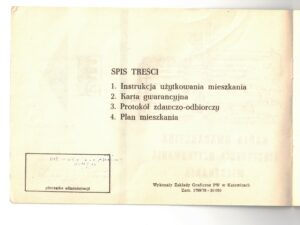 SPIS TREŚCI
1. Instrukcja użytkowania mieszkania
2. Karta gwarancyjna
3. Protokół zdawczo-odbiorczy
4. Plan mieszkania
pieczątka administracji
Wykonały Zakłady Graficzne PW w Katowicach
Zam.